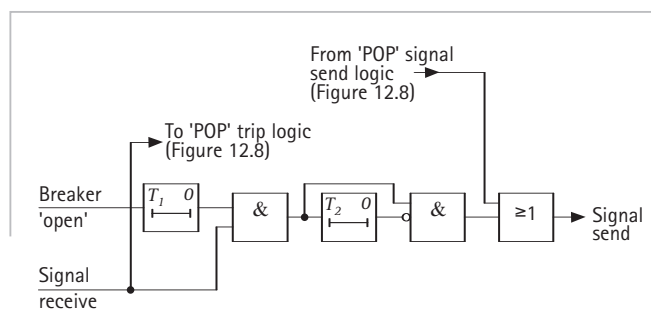 From 'POP' signal
send logic
(Figure 12.8)
To 'POP' trip logic
(Figure 12.8)
Breaker
'open'
T1 0
&
T2 0
&
≥1
Signal
send
Signal
receive